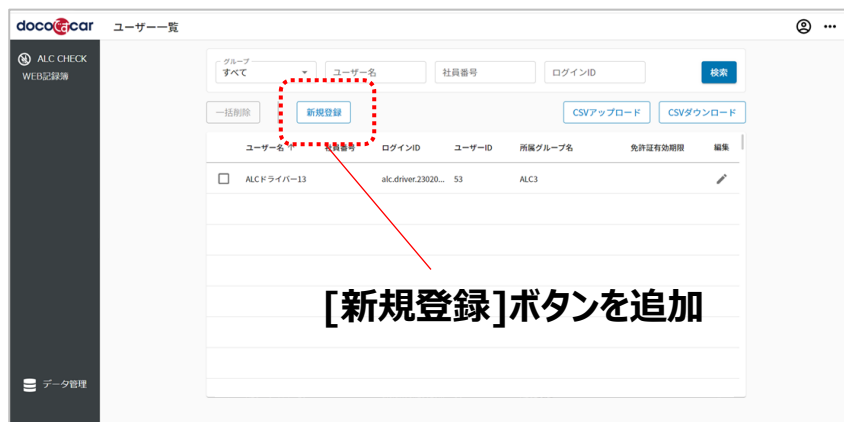 docoですcar ユーザー一覧
ALC CHECK
WEB記録簿
グループ
すべて ユーザー名 社員番号 ログインID 検索
一括削除 新規登録 CSVアップロード CSVダウンロード
ユーザー名 ↑ 社員番号 ログインID ユーザーID 所属グループ名 免許証有効期限 編集
ALCドライバー13 alc.driver.23020... 53 ALC3
[新規登録]ボタンを追加
データ管理